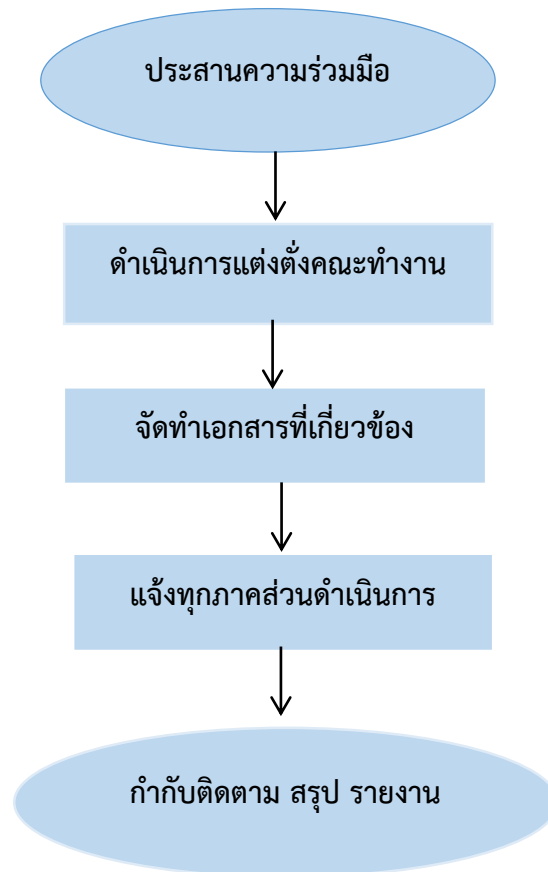 ประสานความร่วมมือ
ดำเนินการแต่งตั่งคณะทำงาน
จัดทำเอกสารที่เกี่ยวข้อง
แจ้งทุกภาคส่วนดำเนินการ
กำกับติดตาม สรุป รายงาน